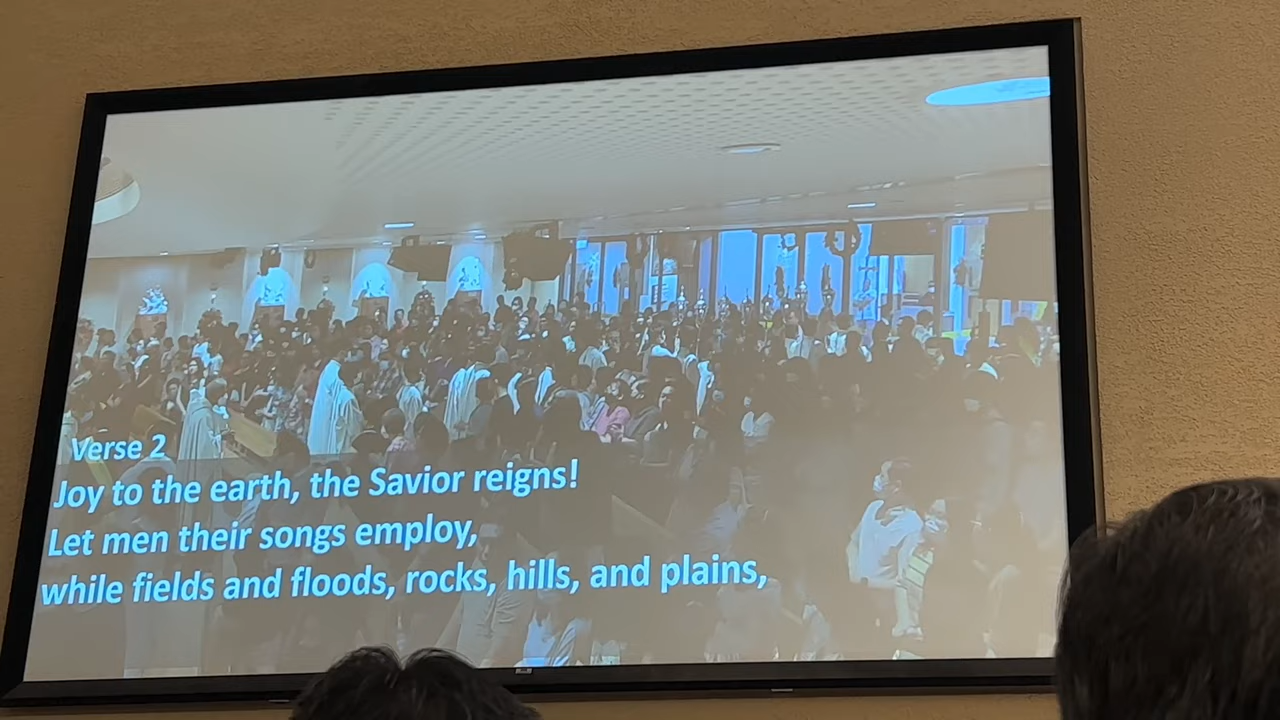 Verse 2
Joy to the earth, the Savior reigns!
Let men their songs employ,
while fields and floods, rocks, hills, and plains,